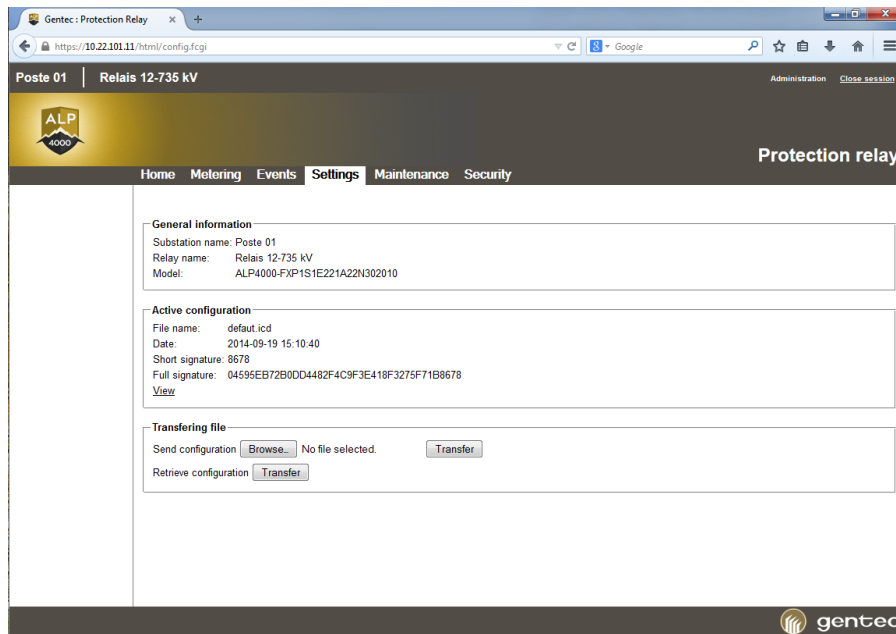 Gentec : Protection Relay
https://10.22.101.11/html/config.fcgi
Google
Poste 01 Relais 12-735 kV
Administration Close session
ALP
4000
Protection relay
Home Metering Events Settings Maintenance Security
General information
Substation name: Poste 01
Relay name: Relais 12-735 kV
Model: ALP4000-FXP1S1E221A22N302010
Active configuration
File name: defaut.icd
Date: 2014-09-19 15:10:40
Short signature: 8678
Full signature: 04595EB72B0DD4482F4C9F3E418F3275F71B8678
View
Transfering file
Send configuration Browse... No file selected. Transfer
Retrieve configuration Transfer
gentec